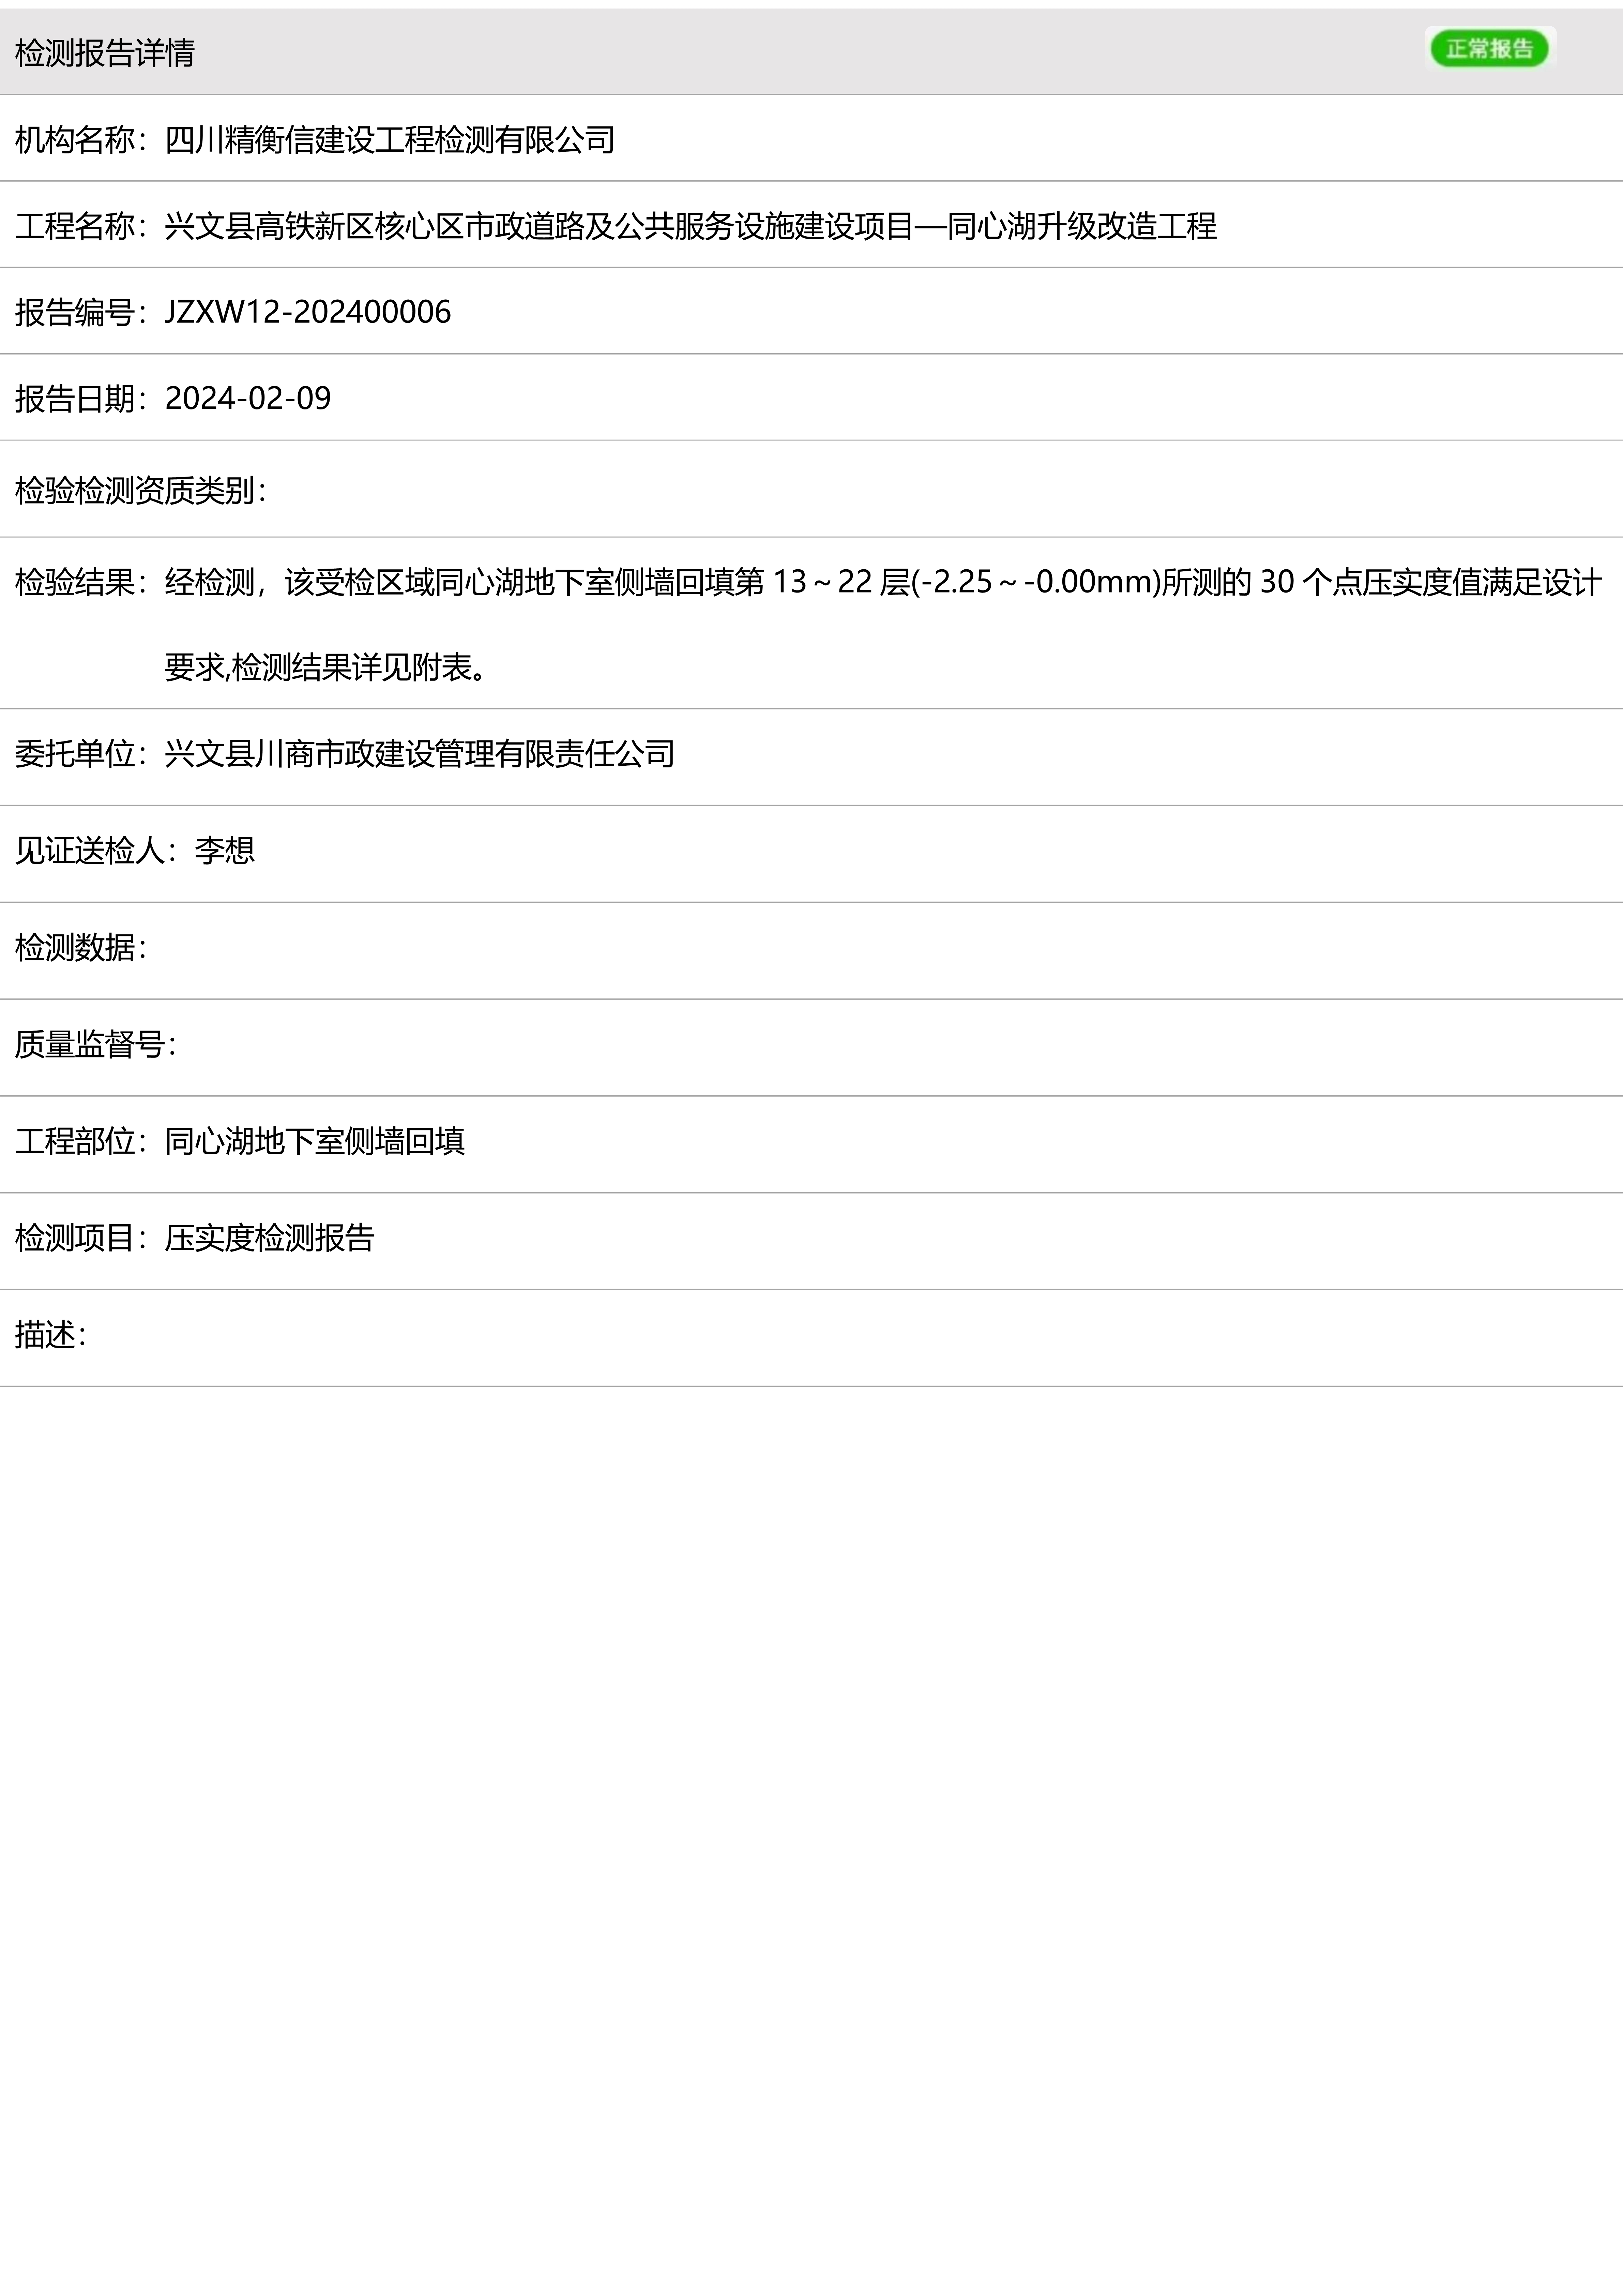 检测报告详情 正常报告
机构名称：四川精衡信建设工程检测有限公司
工程名称：兴文县高铁新区核心区市政道路及公共服务设施建设项目—同心湖升级改造工程
报告编号：JZXW12-202400006
报告日期：2024-02-09
检验检测资质类别：
检验结果：经检测，该受检区域同心湖地下室侧墙回填第 13～22 层(-2.25～-0.00mm)所测的 30 个点压实度值满足设计
要求,检测结果详见附表。
委托单位：兴文县川商市政建设管理有限责任公司
见证送检人：李想
检测数据：
质量监督号：
工程部位：同心湖地下室侧墙回填
检测项目：压实度检测报告
描述：